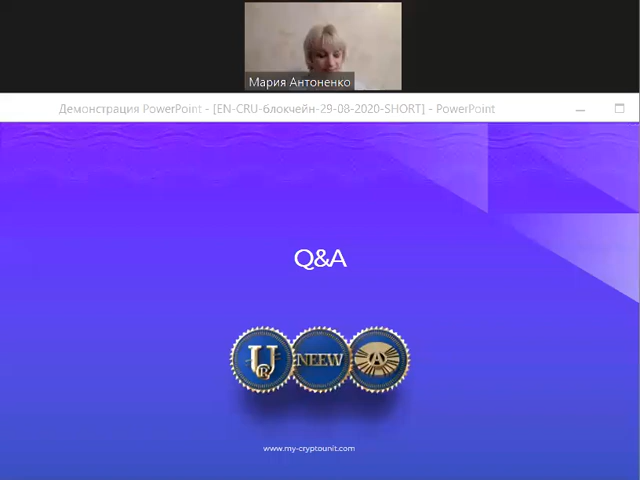 Мария Антоненко
Демонстрация PowerPoint - [EN-CRU-блокчейн-29-08-2020-SHORT] - PowerPoint
Q&A
U
R
NEEW
A
www.my-cryptounit.com